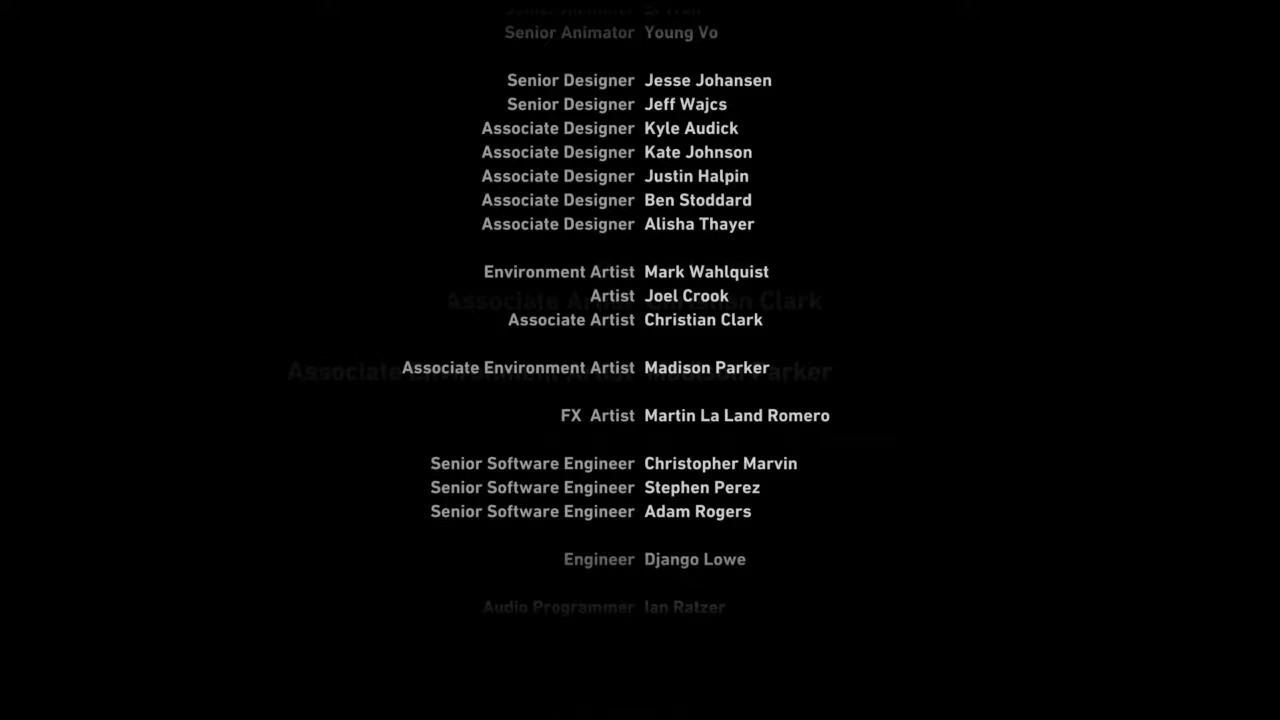 Senior Animator Young Vo
Senior Designer Jesse Johansen
Senior Designer Jeff Wajcs
Associate Designer Kyle Audick
Associate Designer Kate Johnson
Associate Designer Justin Halpin
Associate Designer Ben Stoddard
Associate Designer Alisha Thayer
Environment Artist Mark Wahlquist
Artist Joel Crook
Associate Artist Christian Clark
Associate Environment Artist Madison Parker
FX Artist Martin La Land Romero
Senior Software Engineer Christopher Marvin
Senior Software Engineer Stephen Perez
Senior Software Engineer Adam Rogers
Engineer Django Lowe
Audio Programmer Ian Ratzer